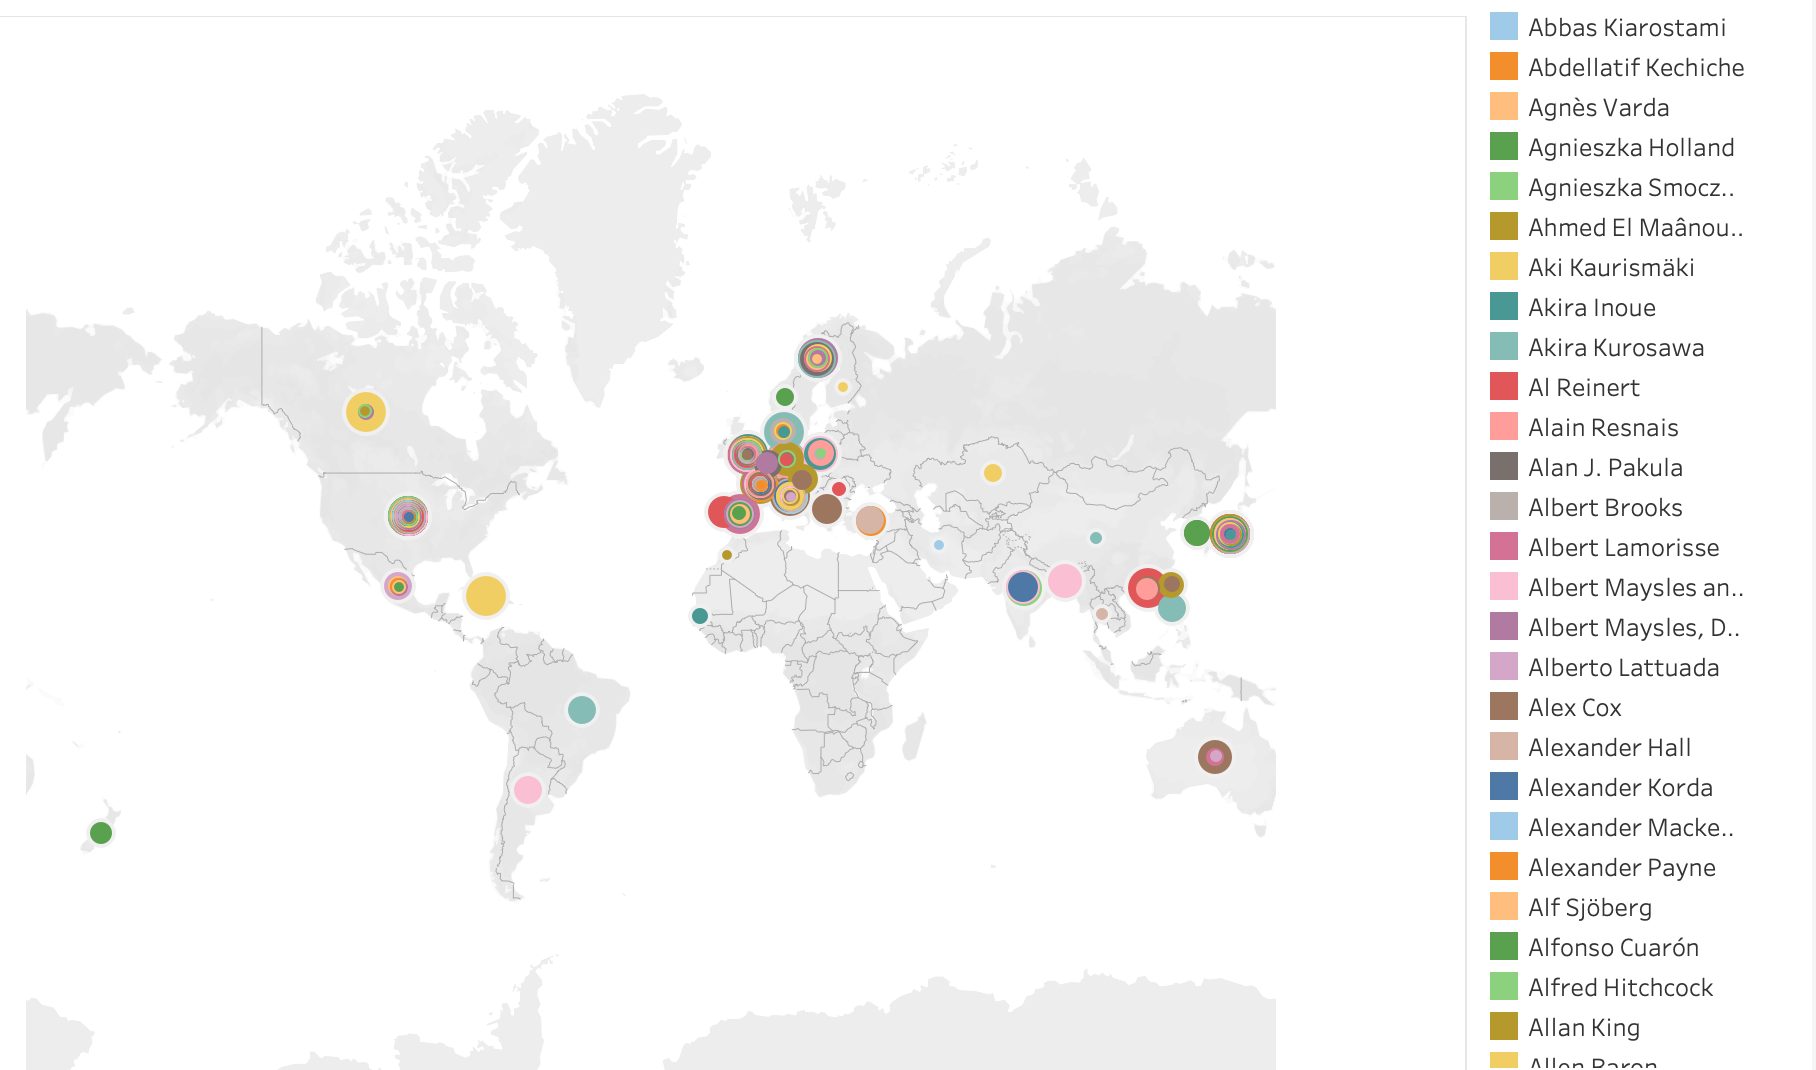 Abbas Kiarostami
Abdellatif Kechiche
Agnès Varda
Agnieszka Holland
Agnieszka Smocz..
Ahmed El Maânou..
Aki Kaurismäki
Akira Inoue
Akira Kurosawa
Al Reinert
Alain Resnais
Alan J. Pakula
Albert Brooks
Albert Lamorisse
Albert Maysles an..
Albert Maysles, D..
Alberto Lattuada
Alex Cox
Alexander Hall
Alexander Korda
Alexander Macke..
Alexander Payne
Alf Sjöberg
Alfonso Cuarón
Alfred Hitchcock
Allan King
Allen Baron